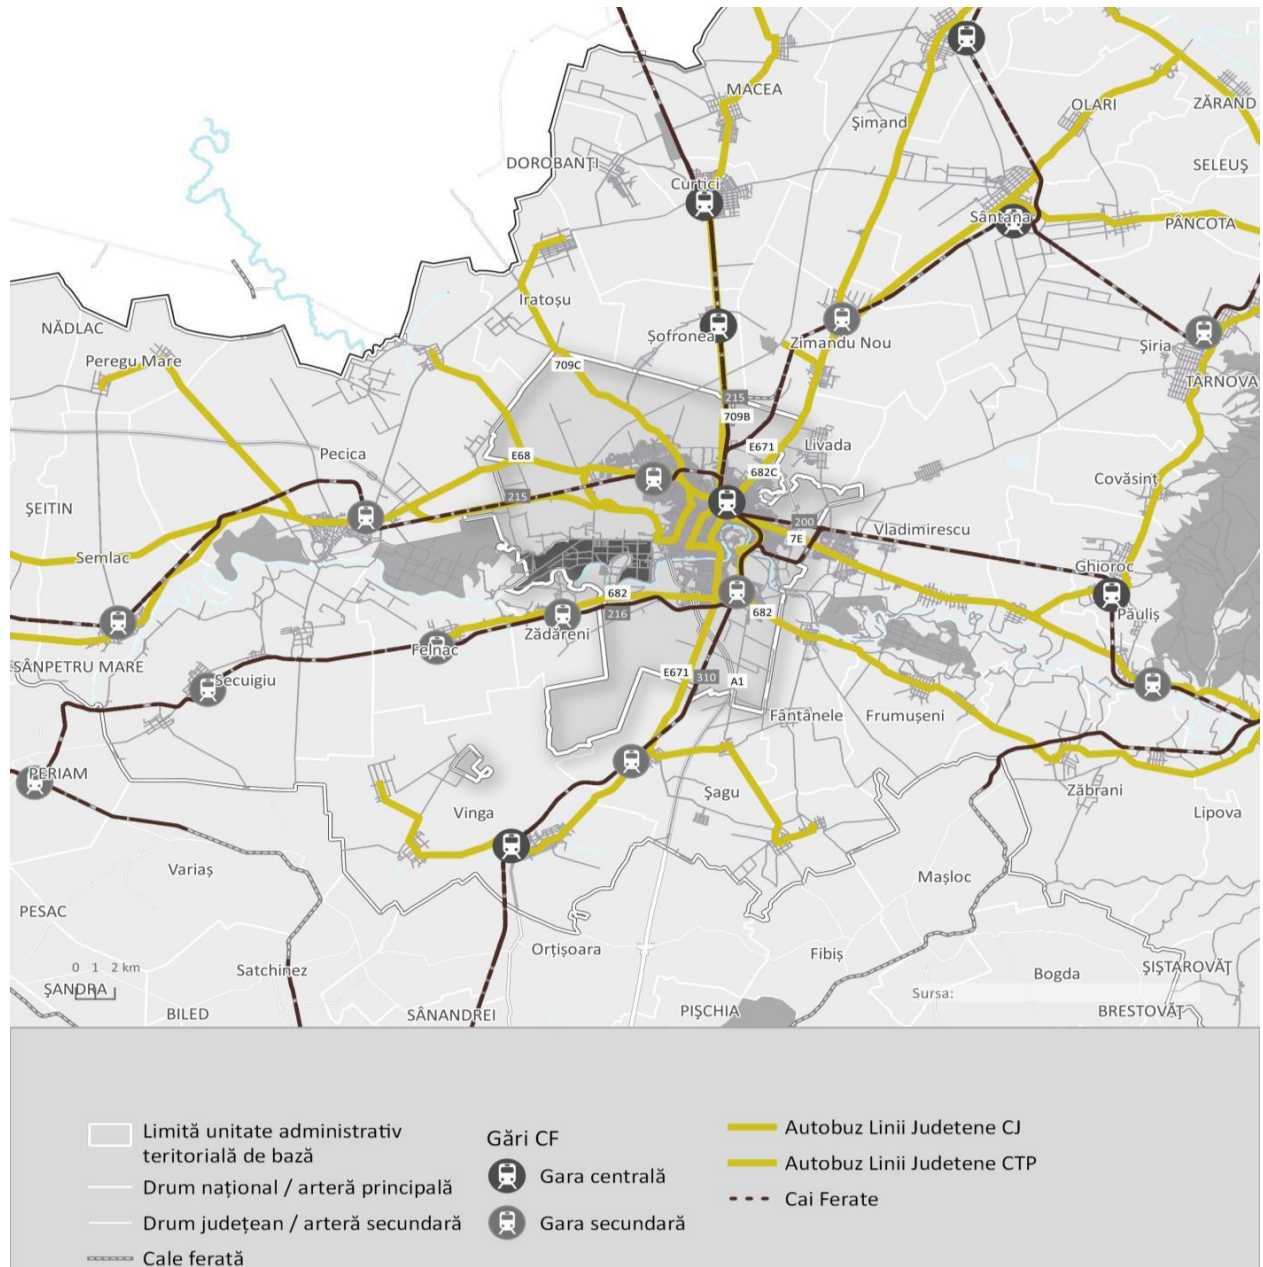 MACEA
OLARI
ZĂRAND
Șimand
DOROBANȚI
SELEUȘ
Curtici
Sântana
PÂNCOTA
Iratoșu
NĂDLAC
Șofronea
Zimandu Nou
Șiria
Peregu Mare
709C
TÂRNOVA
215
709B
Pecica
E68
E671
Livada
682C
Covăsinț
ȘEITIN
215
200
Vladimirescu
7E
Semlac
Ghioroc
682
682
Păuliș
216
Zădăreni
Felnac
SÂNPETRU MARE
Secuigiu
E671
310
A1
Fântânele
Frumușeni
PERIAM
Șagu
Zăbrani
Vinga
Lipova
Variaș
Mașloc
PESAC
Orțișoara
Fibiș
0 1 2 km
Satchinez
Bogda
ȘIȘTAROVĂȚ
ȘANDRA
Sursa:
BILED
SÂNANDREI
PIȘCHIA
BRESTOVĂȚ
Limită unitate administrativ
teritorială de bază
Drum național / arteră principală
Drum județean / arteră secundară
Cale ferată
Gări CF
Gara centrală
Gara secundară
Autobuz Linii Judetene CJ
Autobuz Linii Judetene CTP
Cai Ferate